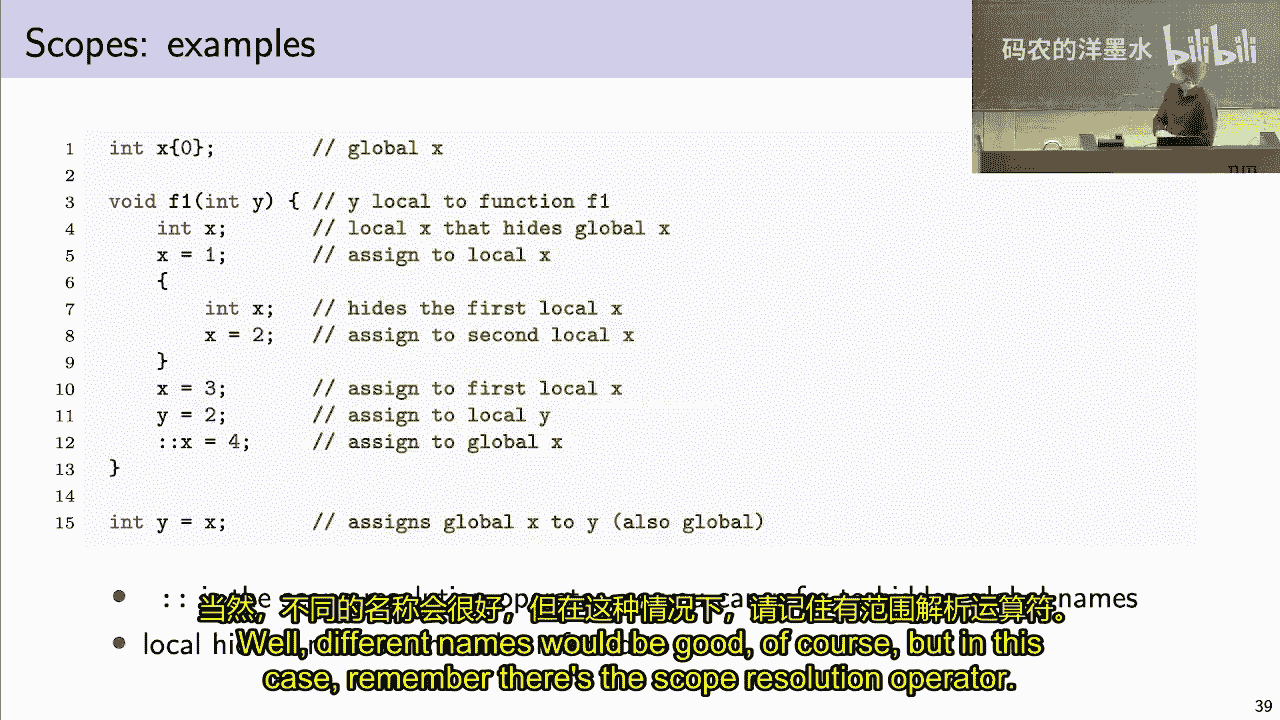 Scopes: examples
码农的洋墨水 bilibili
1 int x{0}; // global x
2
3 void f1(int y) { // y local to function f1
4 int x; // local x that hides global x
5 x = 1; // assign to local x
6 {
7 int x; // hides the first local x
8 x = 2; // assign to second local x
9 }
10 x = 3; // assign to first local x
11 y = 2; // assign to local y
12 ::x = 4; // assign to global x
13 }
14
15 int y = x; // assigns global x to y (also global)
• :: names
• local
当然，不同的名称会很好，但在这种情况下，请记住有范围解析运算符。
Well, different names would be good, of course, but in this
case, remember there's the scope resolution operator.
39